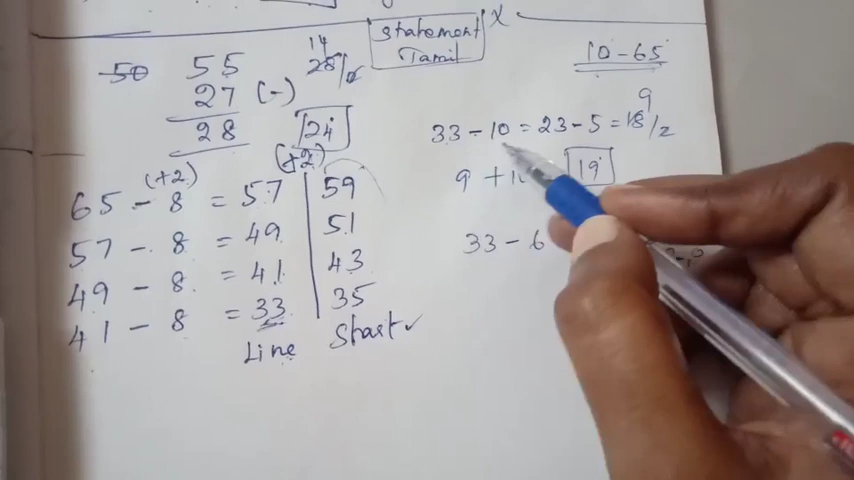 Statement X
Tamil
10-65
50
55
27 (-)
28
14
28/2
24
(+2)
(+2)
65 - 8 = 57 59
57 - 8 = 49 51
49 - 8 = 41 43
41 - 8 = 33 35
Line Start ✓
9
33 - 10 = 23 - 5 = 18/2
9 + 19
33 - 6